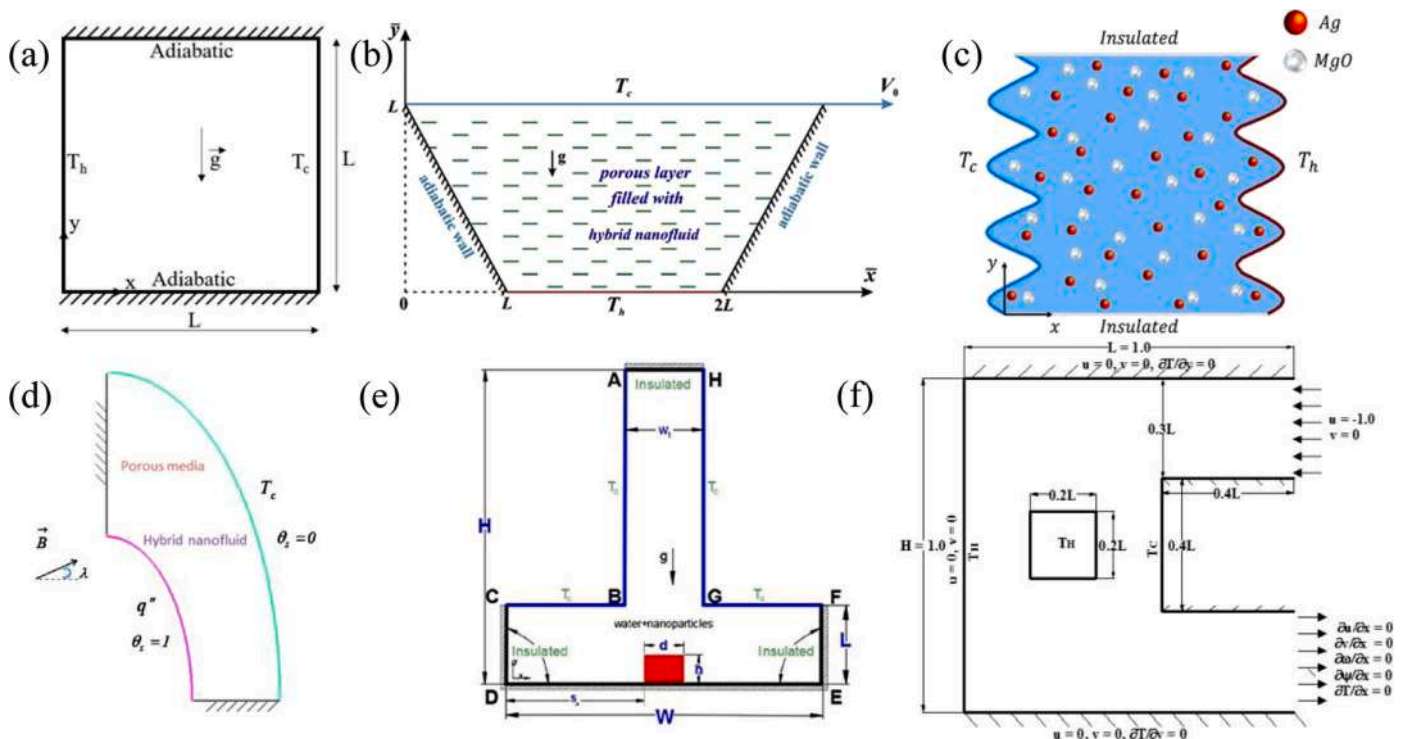 (a)
Adiabatic
T_h
g
T_c
L
y
x
Adiabatic
L
(b)
y̅
T_c
V_0
L
g
porous layer
filled with
hybrid nanofluid
adiabatic wall
adiabatic wall
0
L
T_h
2L
x̅
(c)
Insulated
Ag
MgO
T_c
T_h
y
x
Insulated
(d)
Porous media
T_c
Hybrid nanofluid
θ_s=0
B
λ
q"
θ_s=1
(e)
A
H
Insulated
w_t
T_c
T_c
H
g
C
T_c
B
G
T_c
F
water+nanoparticles
Insulated
d
Insulated
L
h
D
E
W
(f)
L = 1.0
u = 0, v = 0, ∂T/∂y = 0
u = -1.0
v = 0
0.3L
0.4L
0.2L
H = 1.0
u = 0, v = 0
T_H
T_H
0.2L
T_C
0.4L
∂u/∂x = 0
∂v/∂x = 0
∂ω/∂x = 0
∂ψ/∂x = 0
∂T/∂x = 0
u = 0, v = 0, ∂T/∂y = 0